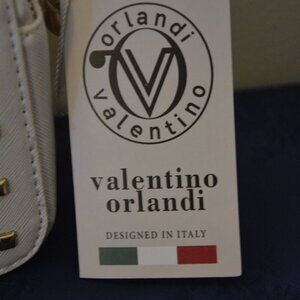 orlandi
V
valentino
valentino
orlandi
DESIGNED IN ITALY